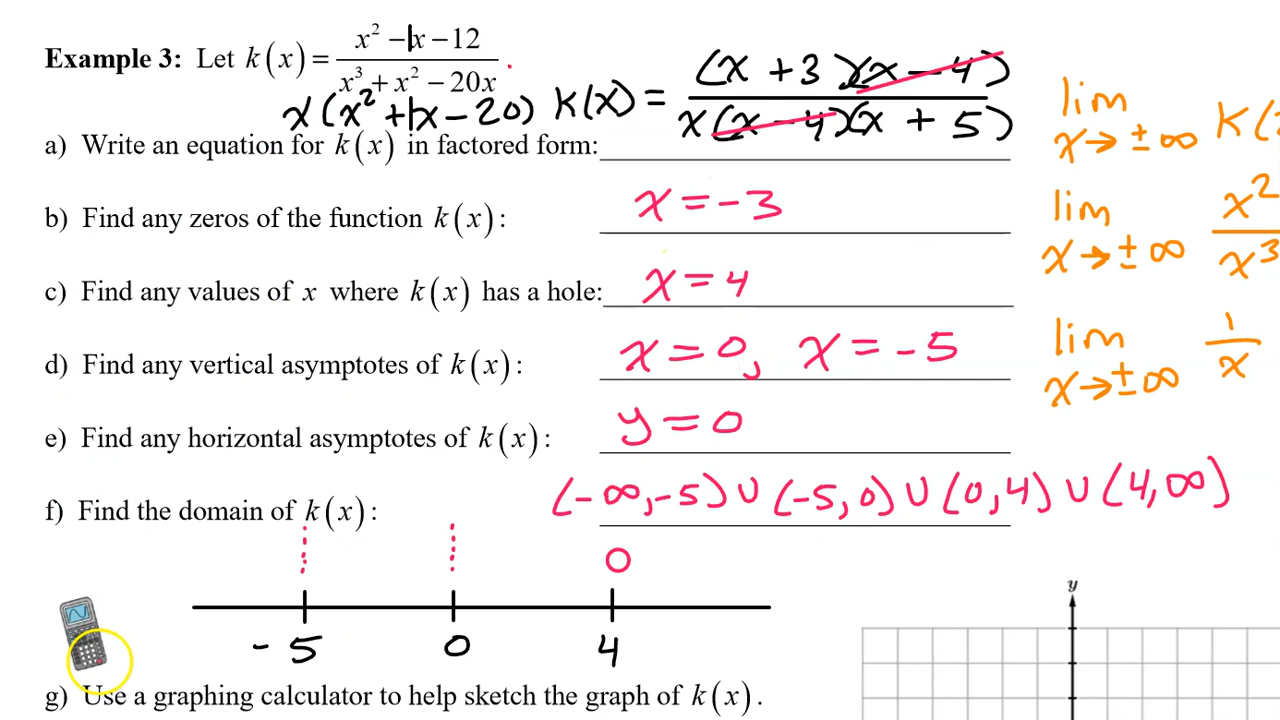 Example 3: Let k(x) = (x² − 1x − 12)/(x³ + x² − 20x).
x(x² + 1x − 20) K(x) = (x + 3)(x − 4)/(x(x − 4)(x + 5))
a) Write an equation for k(x) in factored form:
b) Find any zeros of the function k(x): x = −3
c) Find any values of x where k(x) has a hole: x = 4
d) Find any vertical asymptotes of k(x): x = 0, x = −5
e) Find any horizontal asymptotes of k(x): y = 0
f) Find the domain of k(x): (−∞, −5) ∪ (−5, 0) ∪ (0, 4) ∪ (4, ∞)
lim x→±∞ K(
lim x→±∞ x²/x³
lim x→±∞ 1/x
−5 0 4
y
g) Use a graphing calculator to help sketch the graph of k(x).